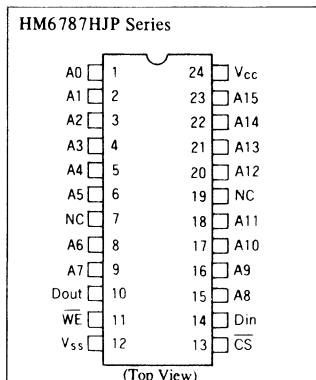 HM6787HJP Series
A0 1 24 Vcc
A1 2 23 A15
A2 3 22 A14
A3 4 21 A13
A4 5 20 A12
A5 6 19 NC
NC 7 18 A11
A6 8 17 A10
A7 9 16 A9
Dout 10 15 A8
W̅E̅ 11 14 Din
Vss 12 13 C̅S̅
(Top View)